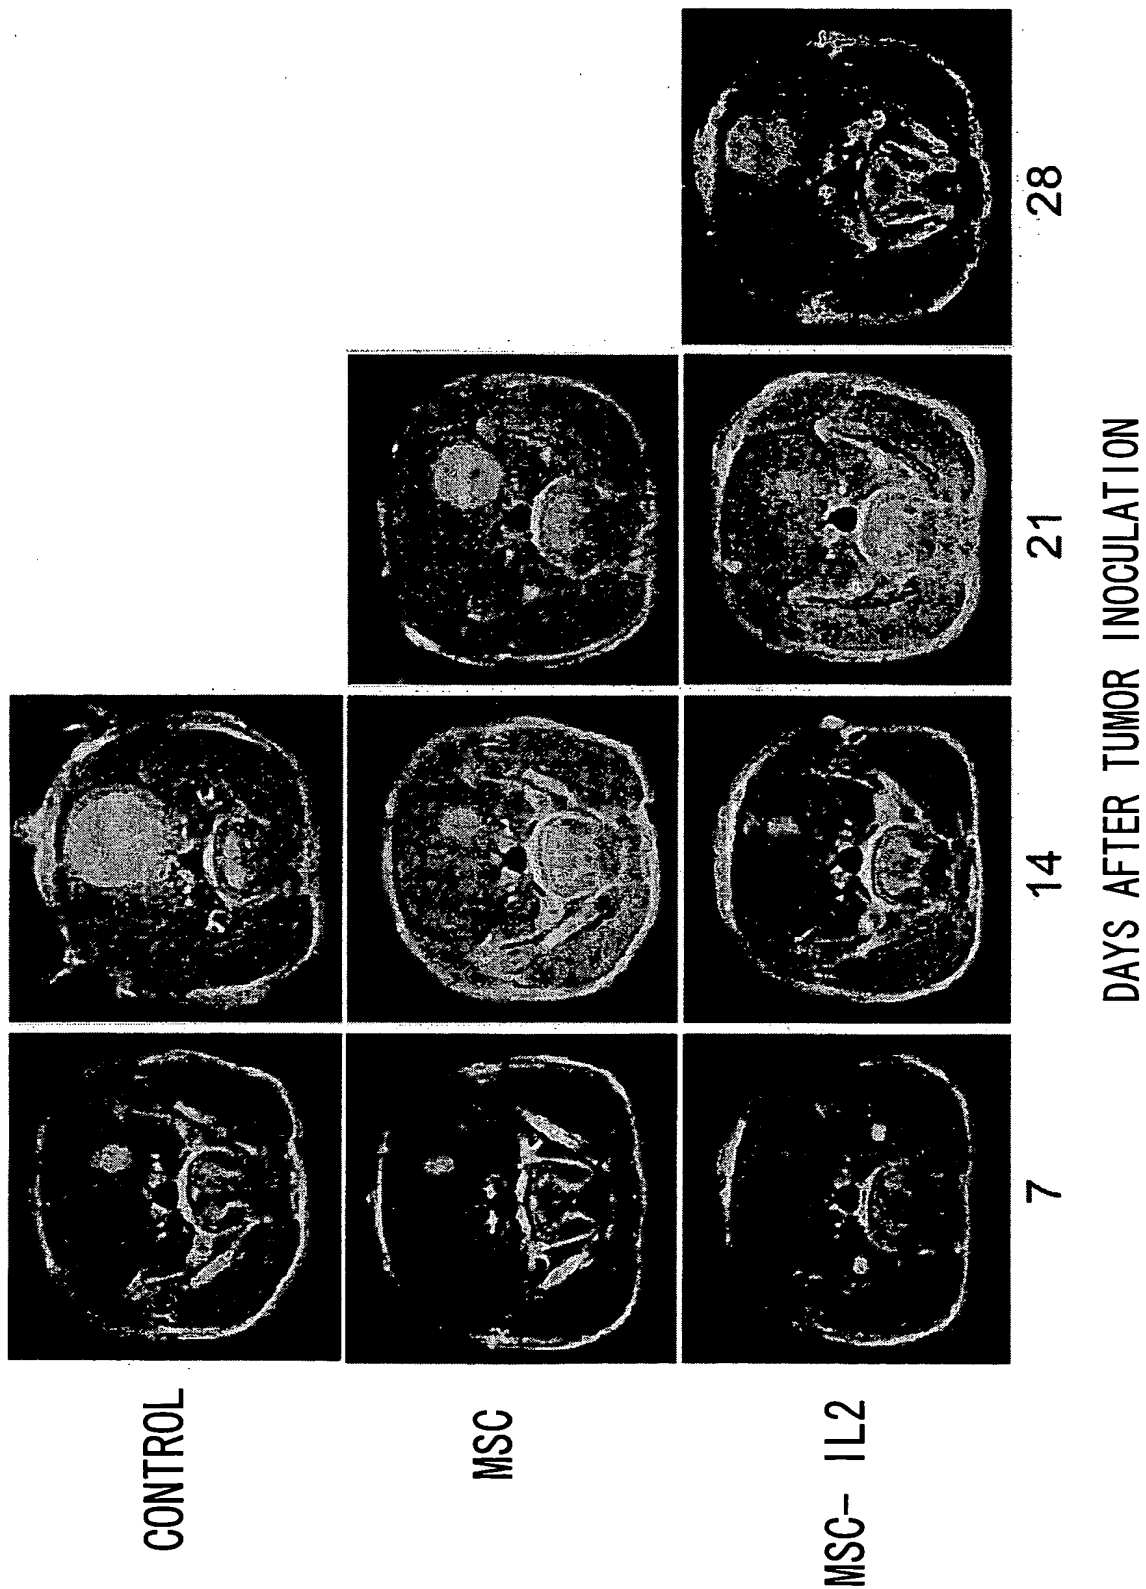 CONTROL
MSC
MSC- IL2
7
14
21
28
DAYS AFTER TUMOR INOCULATION